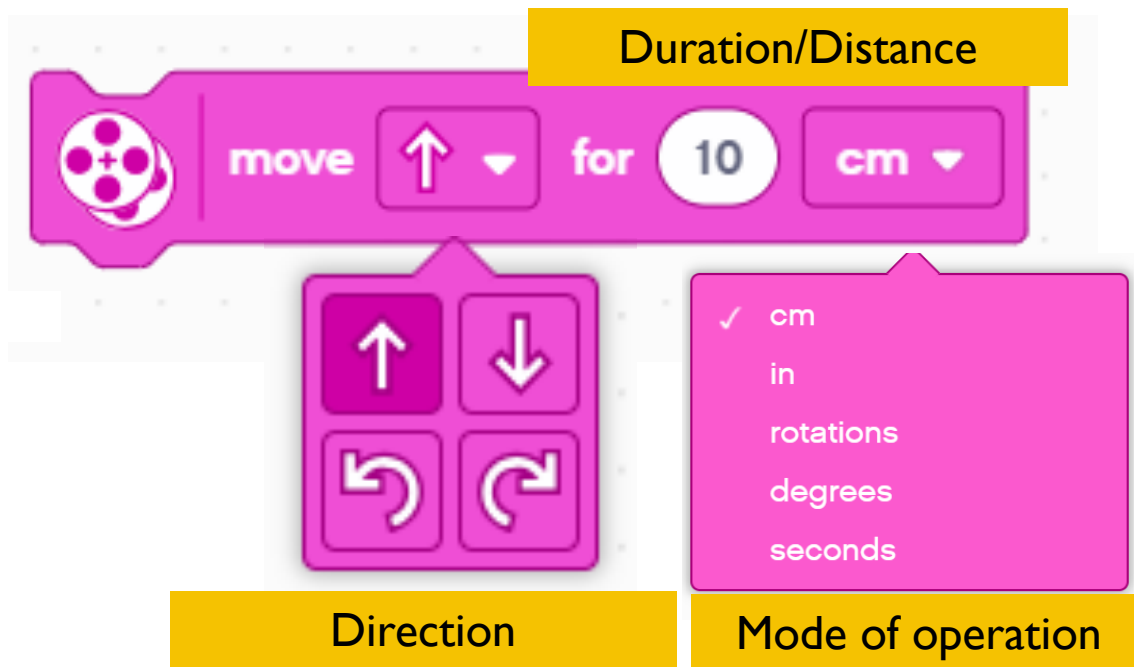 Duration/Distance
move for 10 cm
cm
in
rotations
degrees
seconds
Direction
Mode of operation